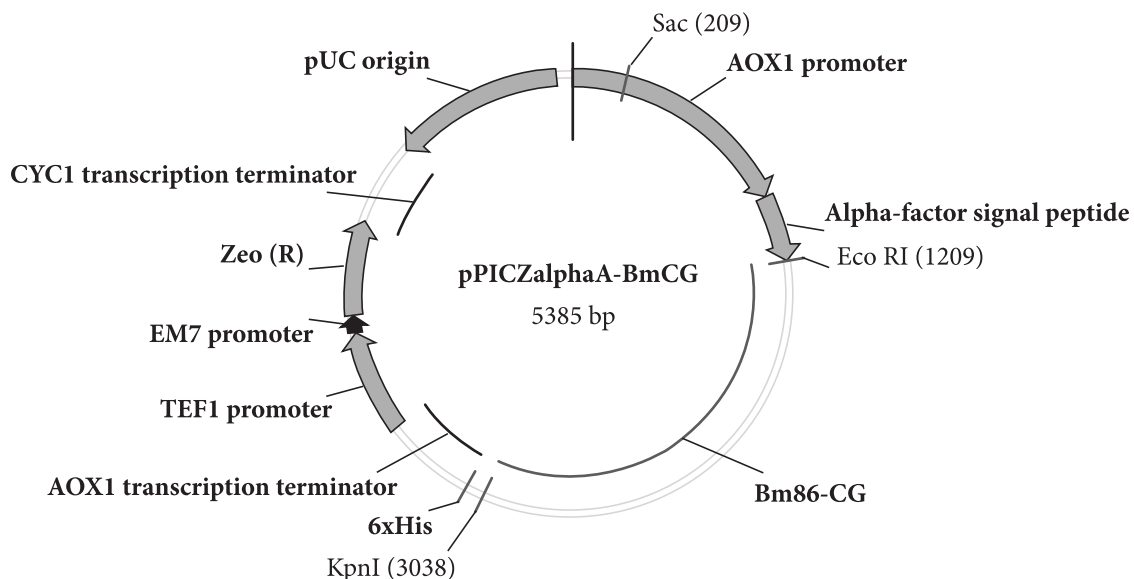 Sac (209)
pUC origin
AOX1 promoter
CYC1 transcription terminator
Alpha-factor signal peptide
Zeo (R)
Eco RI (1209)
pPICZalphaA-BmCG
5385 bp
EM7 promoter
TEF1 promoter
AOX1 transcription terminator
Bm86-CG
6xHis
KpnI (3038)